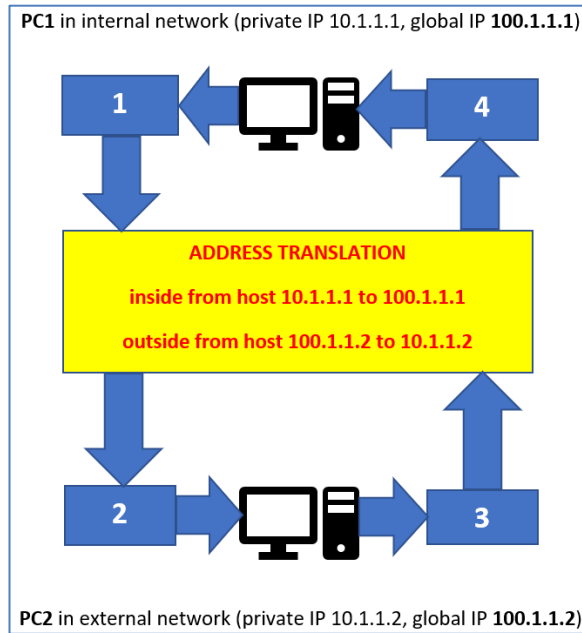 PC1 in internal network (private IP 10.1.1.1, global IP 100.1.1.1)
1
4
ADDRESS TRANSLATION
inside from host 10.1.1.1 to 100.1.1.1
outside from host 100.1.1.2 to 10.1.1.2
2
3
PC2 in external network (private IP 10.1.1.2, global IP 100.1.1.2)